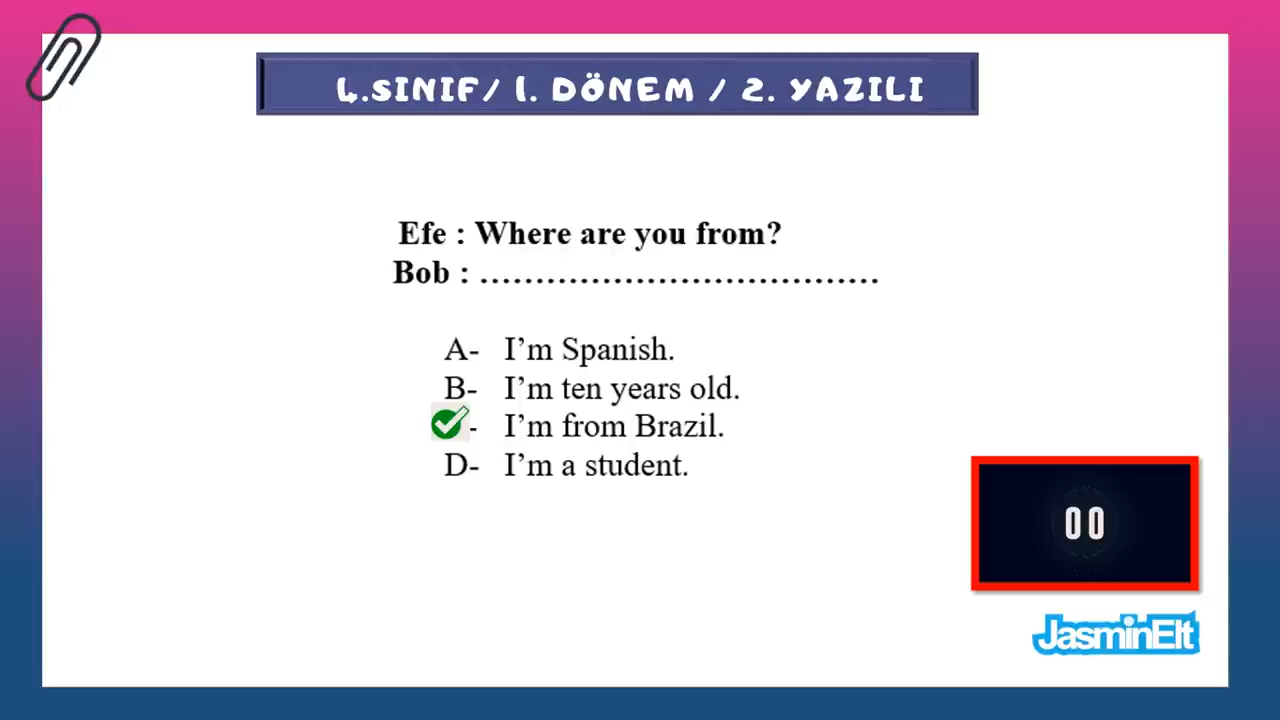 4.SINIF/ 1. DÖNEM / 2. YAZILI
Efe : Where are you from?
Bob : ………………………………
A- I’m Spanish.
B- I’m ten years old.
- I’m from Brazil.
D- I’m a student.
00
JasminElt